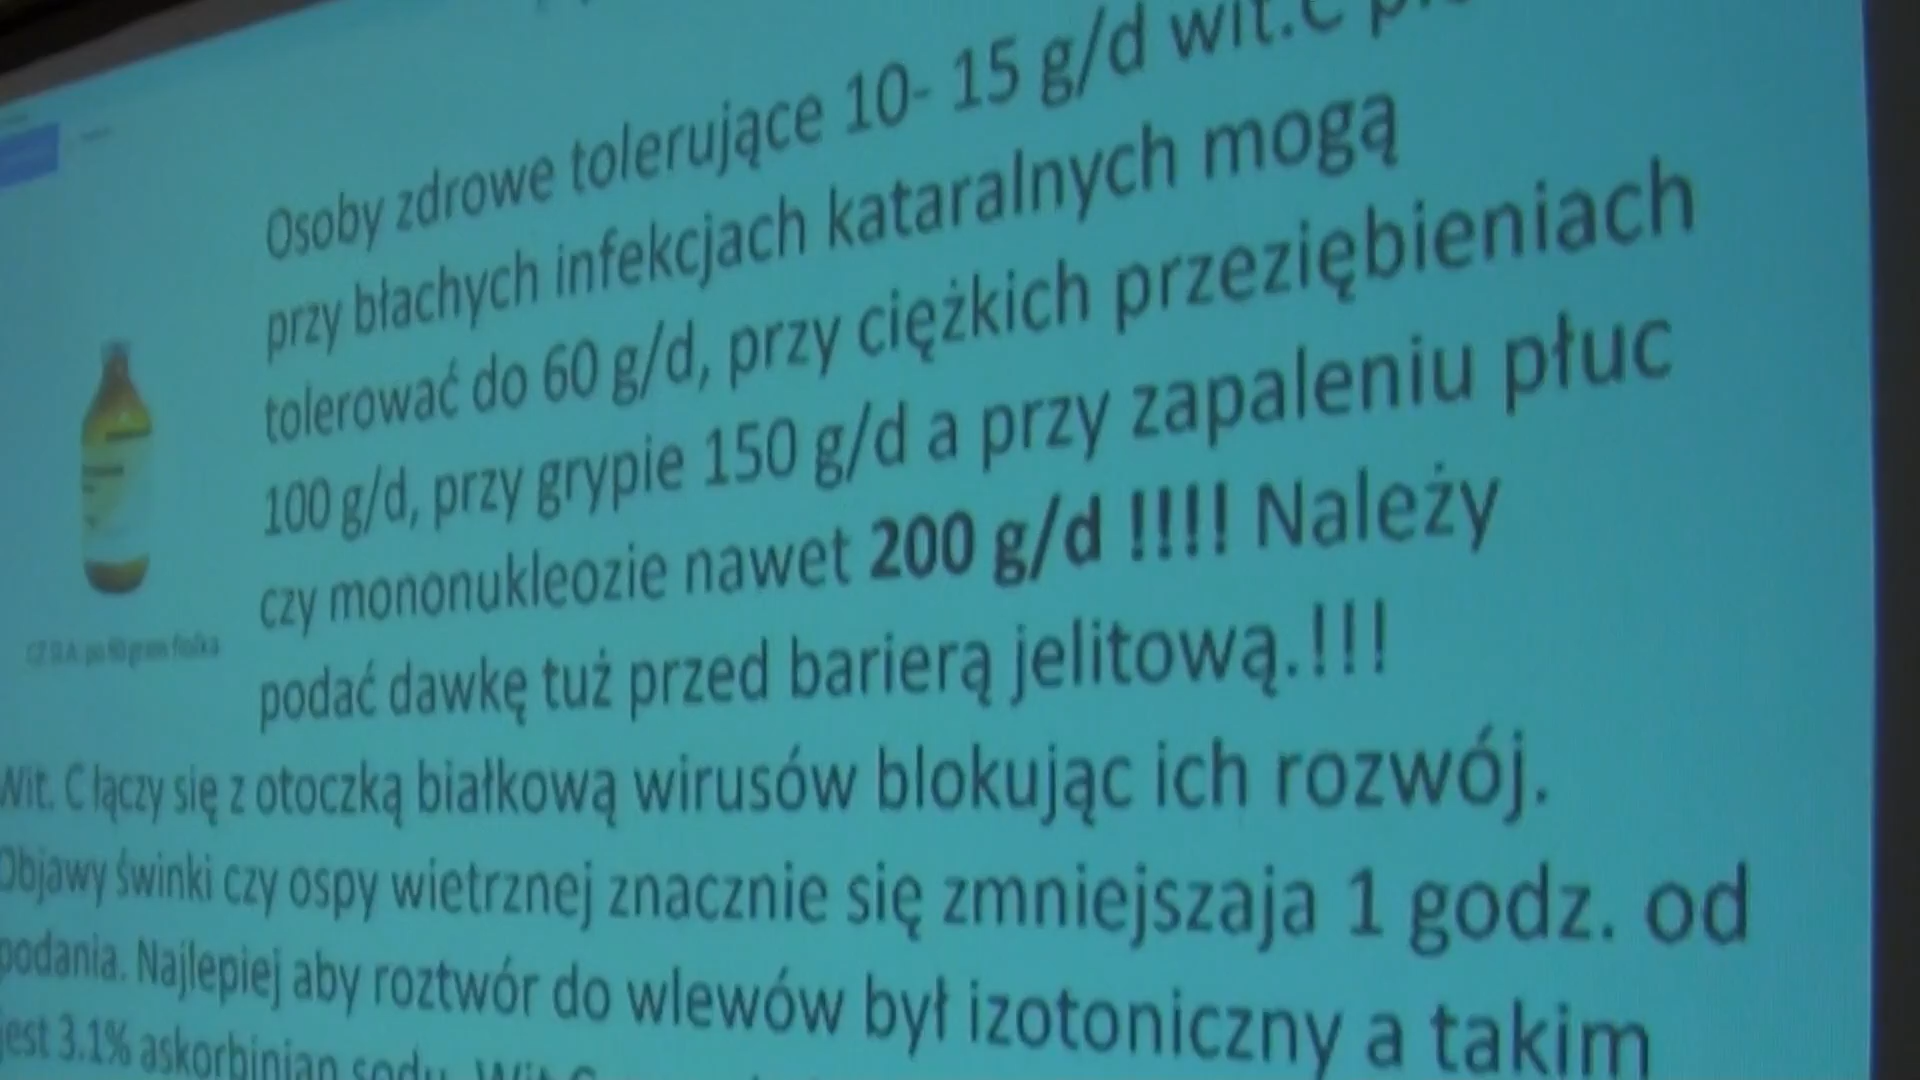 Osoby zdrowe tolerujące 10- 15 g/d wit.C
przy błachych infekcjach kataralnych mogą
tolerować do 60 g/d, przy ciężkich przeziębieniach
100 g/d, przy grypie 150 g/d a przy zapaleniu płuc
czy mononukleozie nawet 200 g/d !!!! Należy
podać dawkę tuż przed barierą jelitową.!!!
Wit. C łączy się z otoczką białkową wirusów blokując ich rozwój.
Objawy świnki czy ospy wietrznej znacznie się zmniejszaja 1 godz. od
podania. Najlepiej aby roztwór do wlewów był izotoniczny a takim
jest 3.1% askorbinian sodu. Wit.C